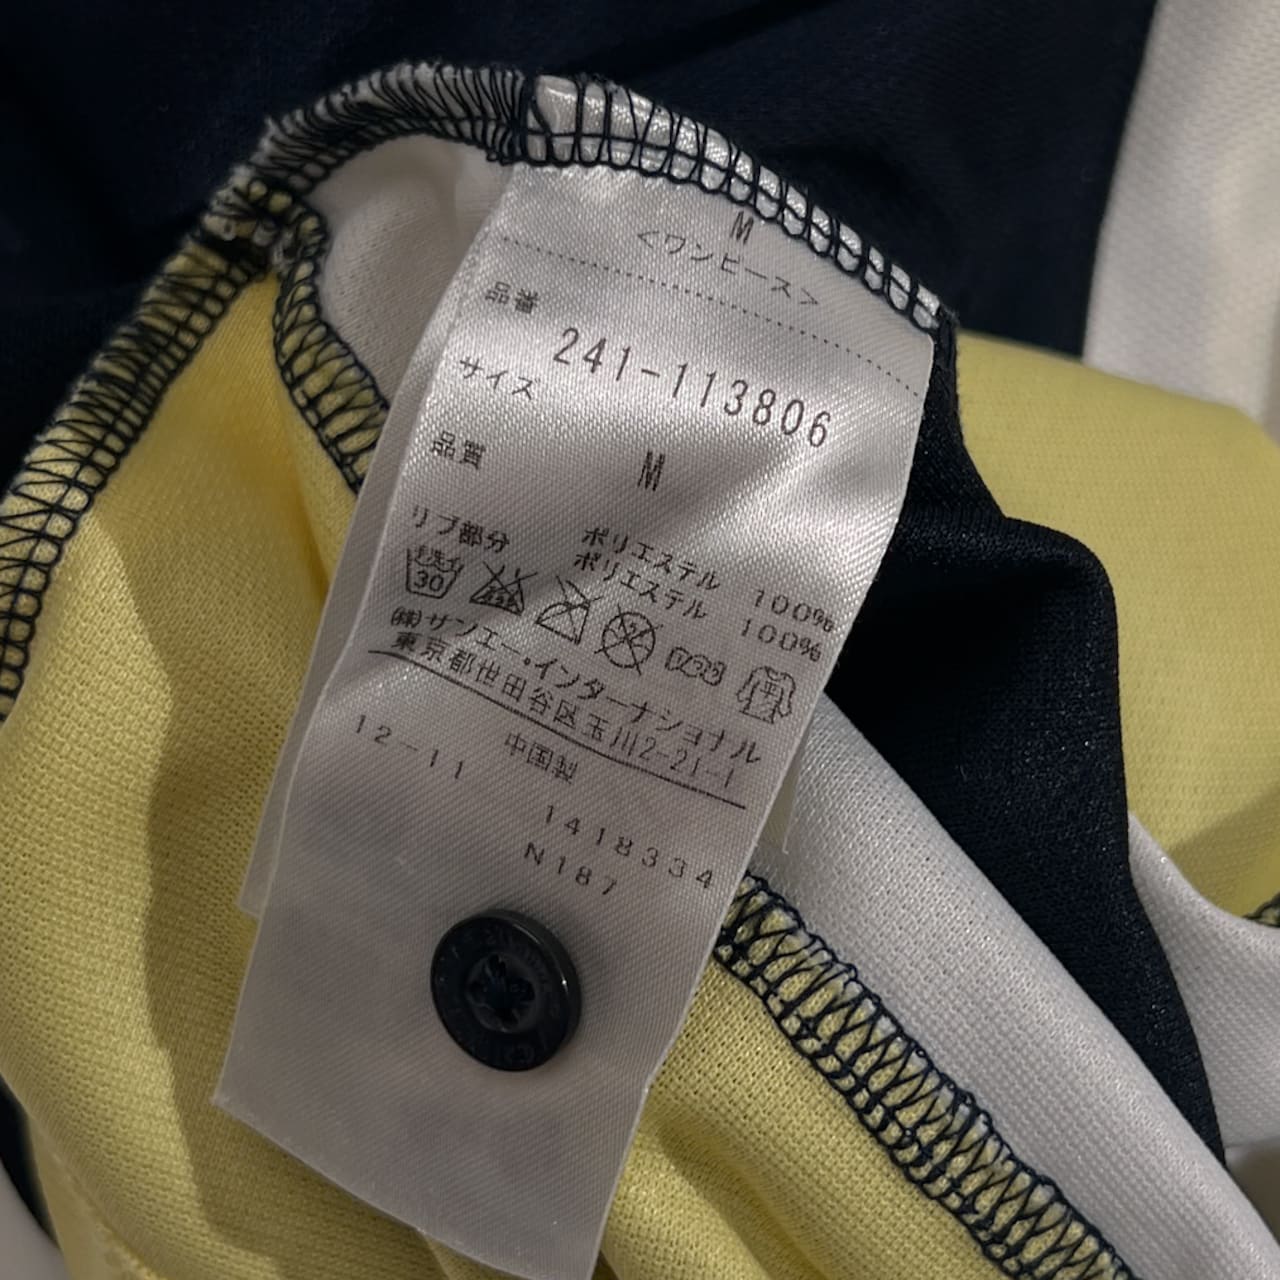 M
<ワンピース>
品番
241-113806
サイズ
M
品質
ポリエステル 100%
リブ部分 ポリエステル 100%
手洗イ
30
(株)サンエー・インターナショナル
東京都世田谷区玉川2-21-1
中国製
12-11
1418334
N187